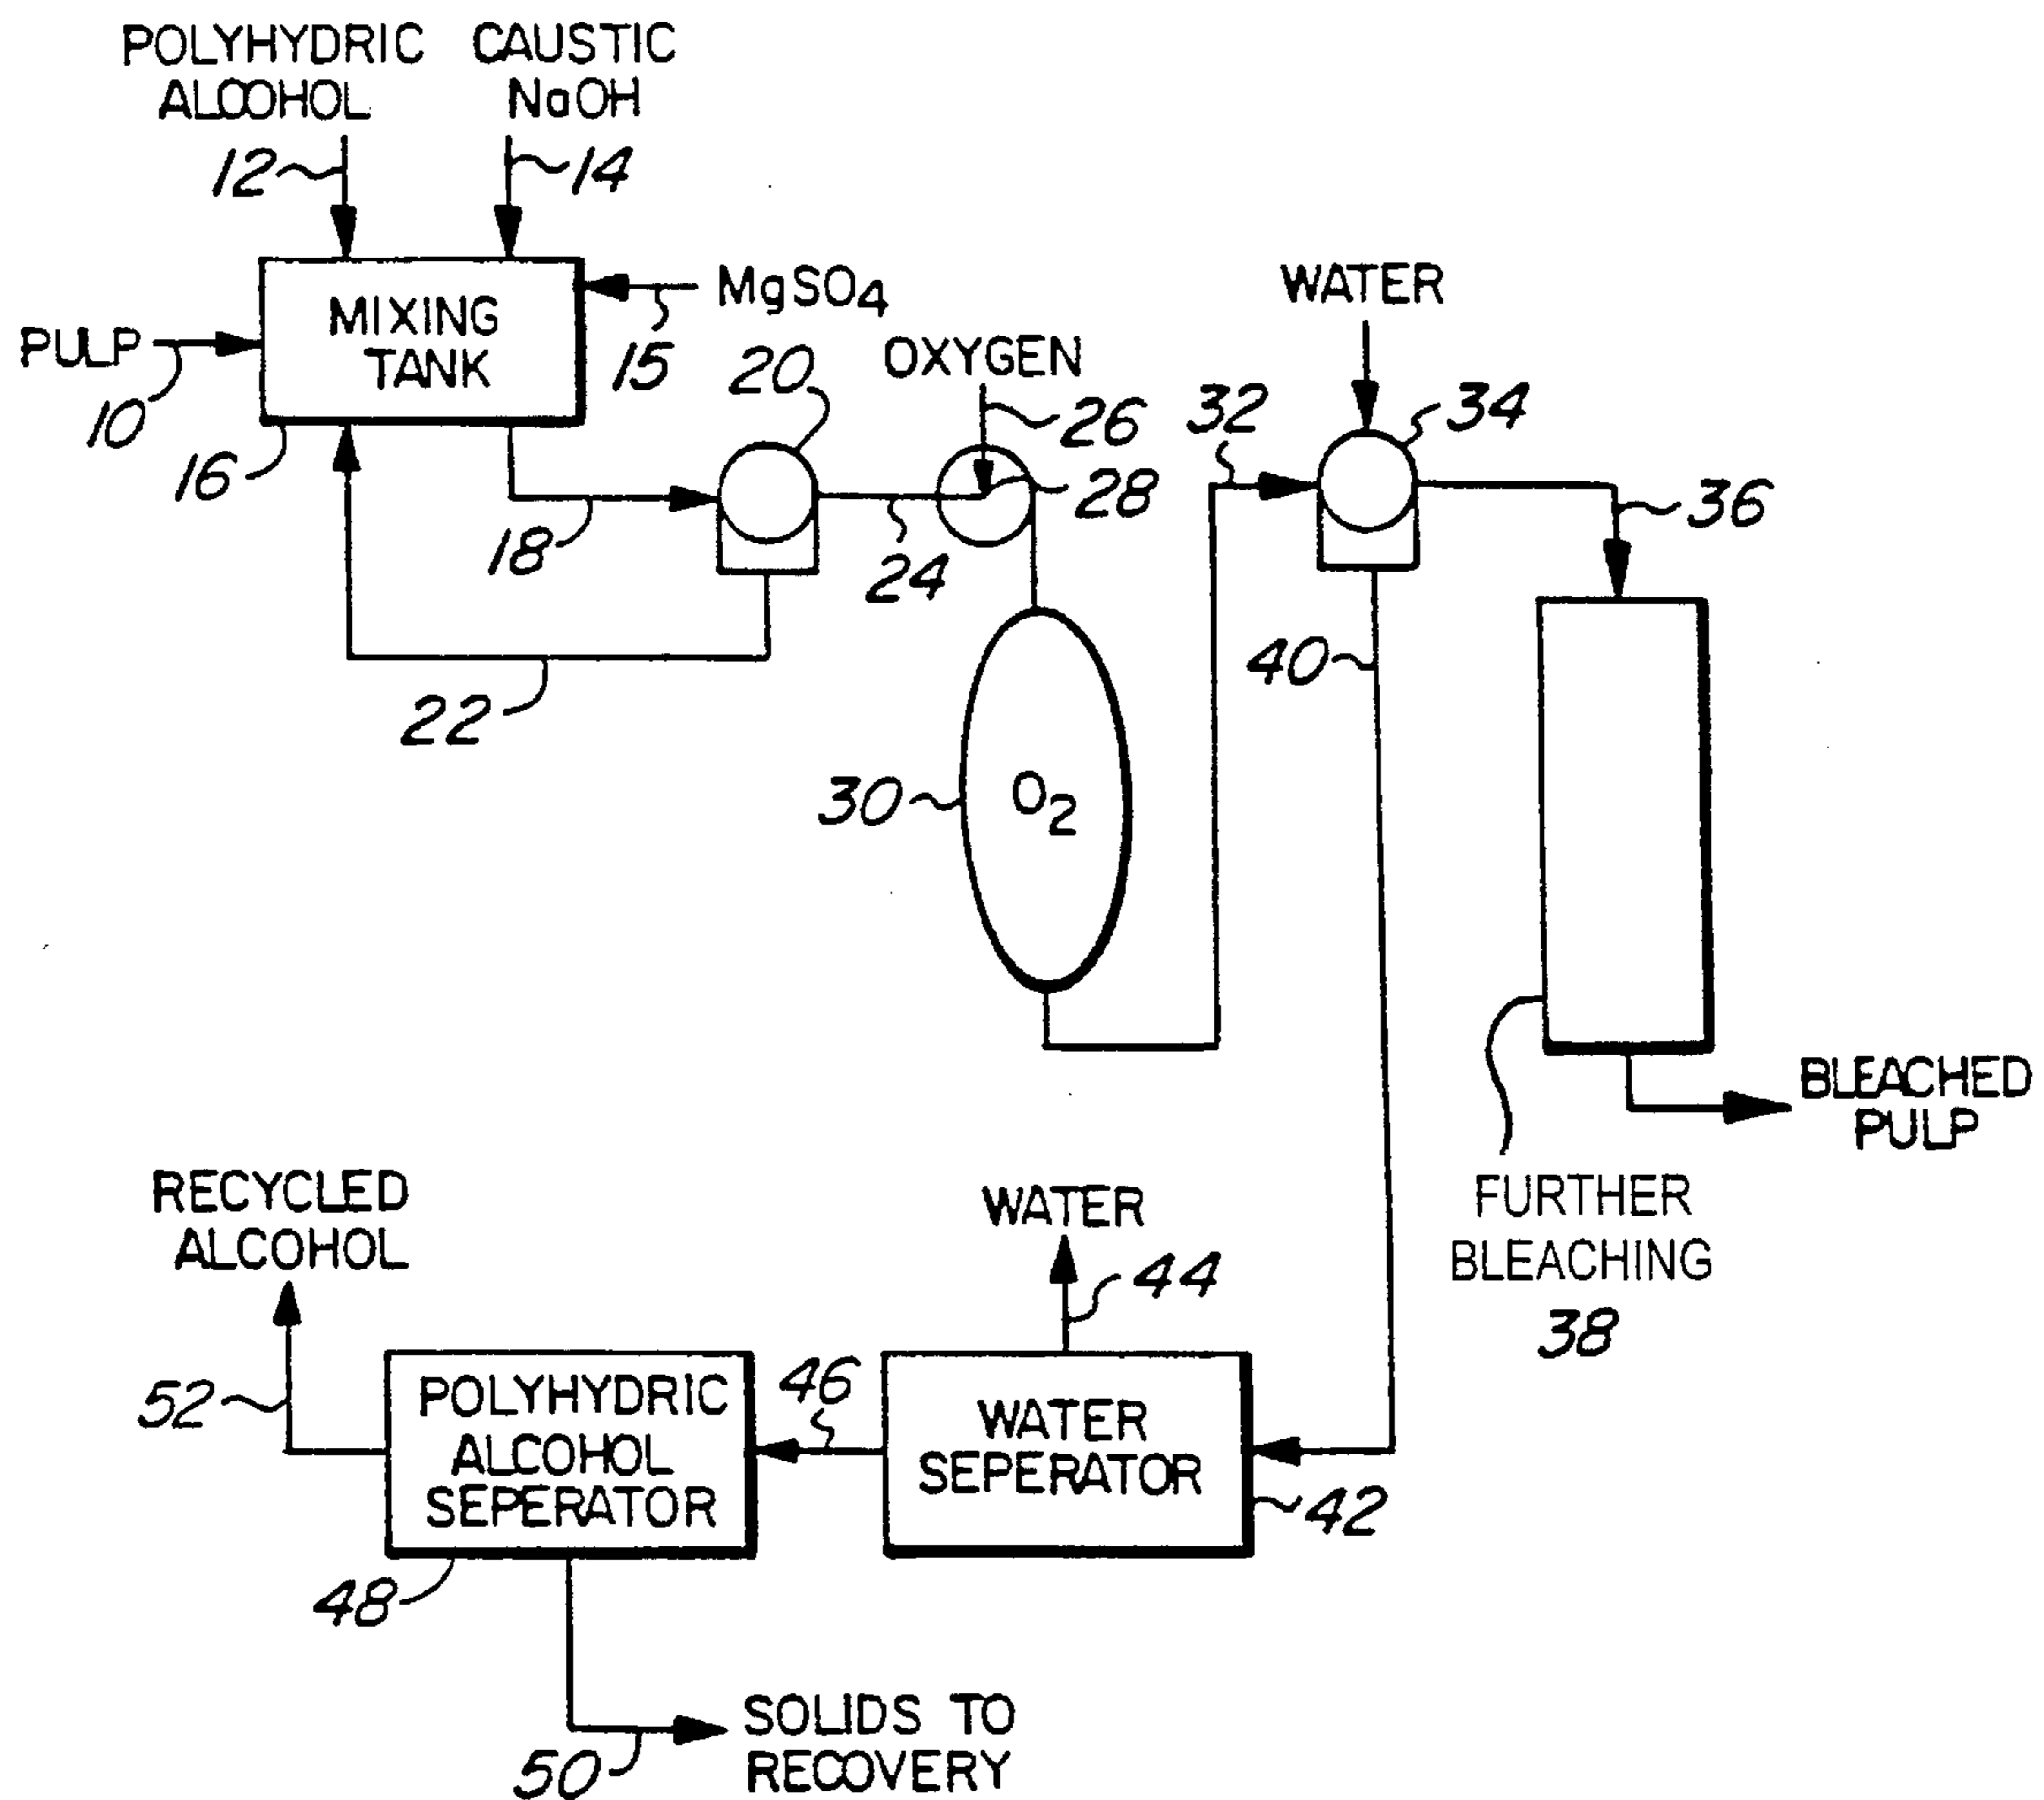 POLYHYDRIC
ALCOHOL
CAUSTIC
NaOH
12
14
MIXING
TANK
MgSO4
15
PULP
10
16
18
20
22
OXYGEN
26
28
24
30
O2
32
WATER
34
36
40
BLEACHED
PULP
FURTHER
BLEACHING
38
RECYCLED
ALCOHOL
52
WATER
44
POLYHYDRIC
ALCOHOL
SEPERATOR
46
WATER
SEPERATOR
42
48
50
SOLIDS TO
RECOVERY